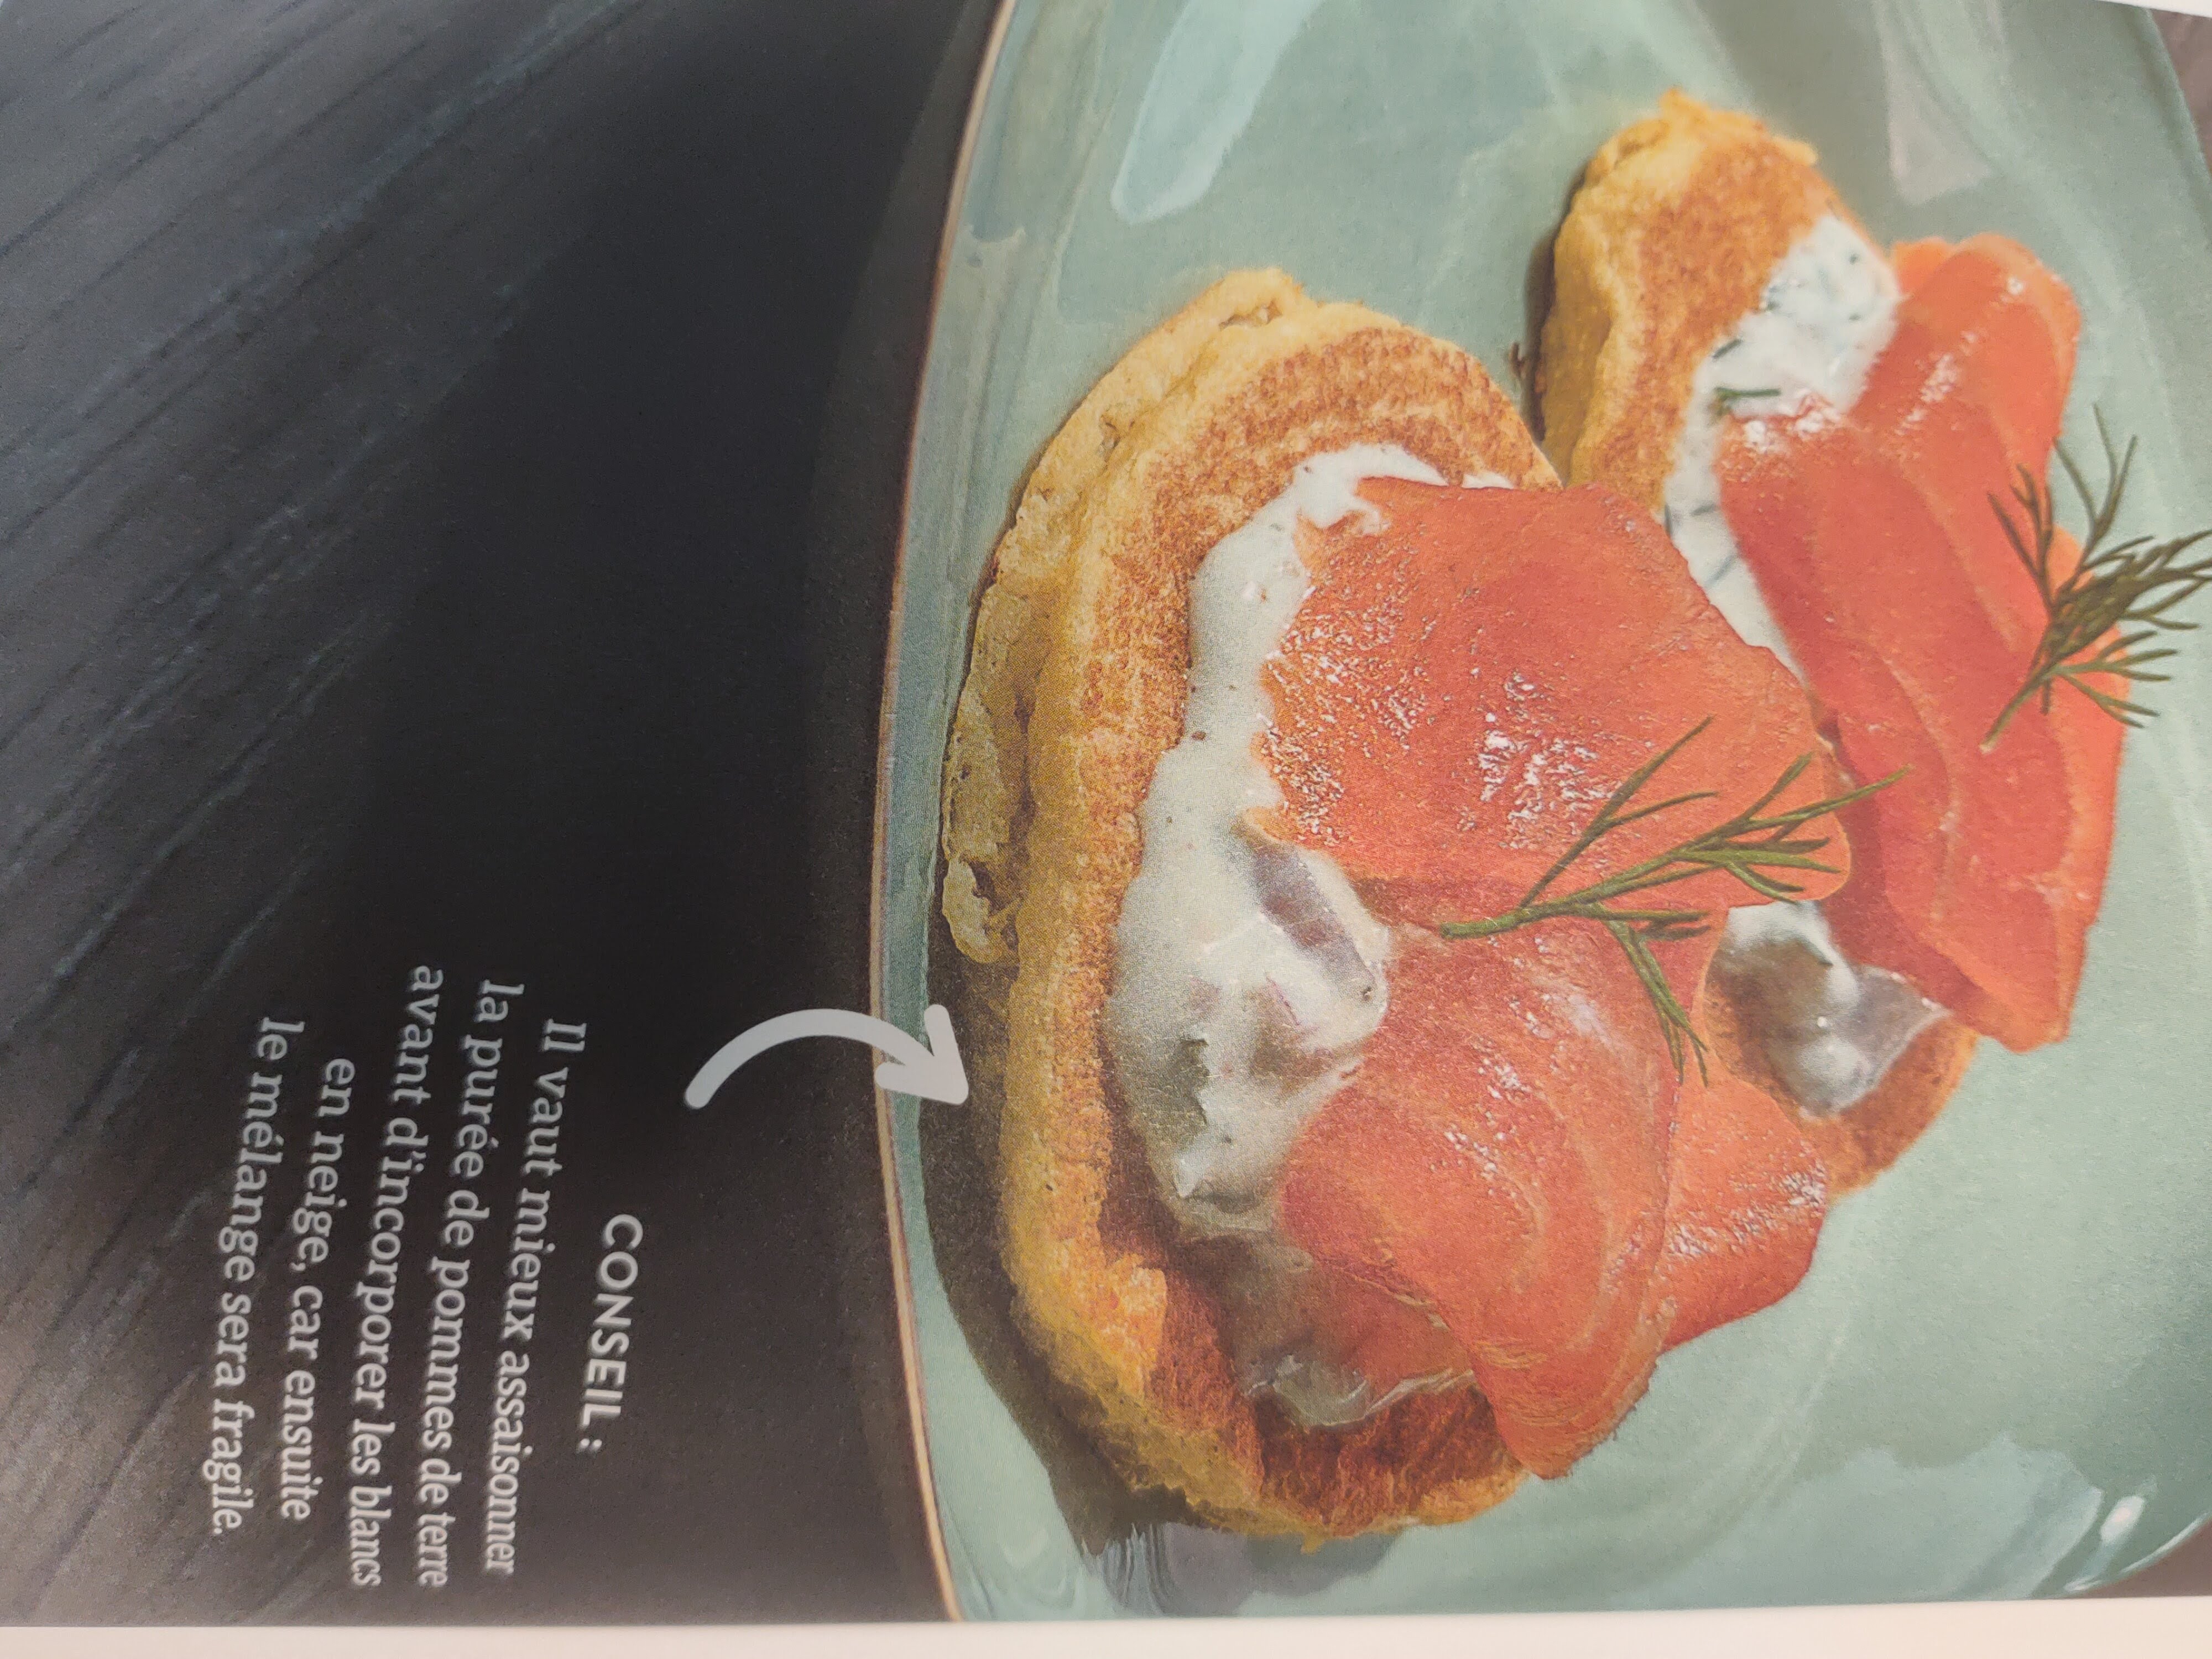 CONSEIL :
Il vaut mieux assaisonner
la purée de pommes de terre
avant d'incorporer les blancs
en neige, car ensuite
le mélange sera fragile.